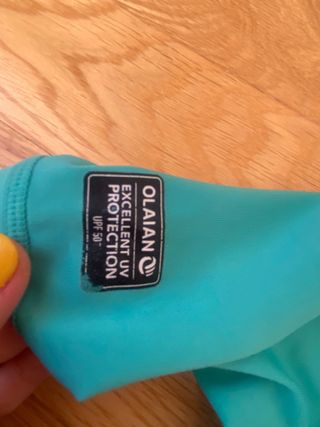 OLAIAN
EXCELLENT UV
PROTECTION
UPF 50+